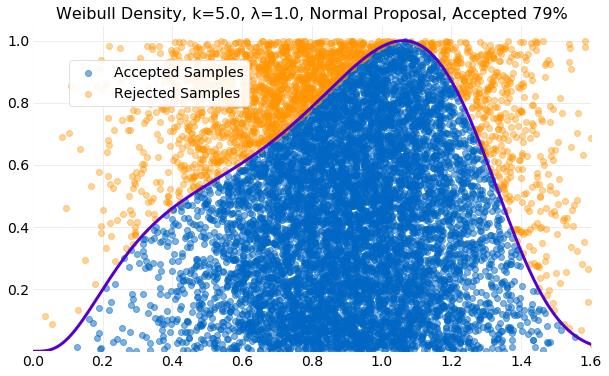 Weibull Density, k=5.0, λ=1.0, Normal Proposal, Accepted 79%
1.0
Accepted Samples
Rejected Samples
0.8
0.6
0.4
0.2
0.0 0.2 0.4 0.6 0.8 1.0 1.2 1.4 1.6